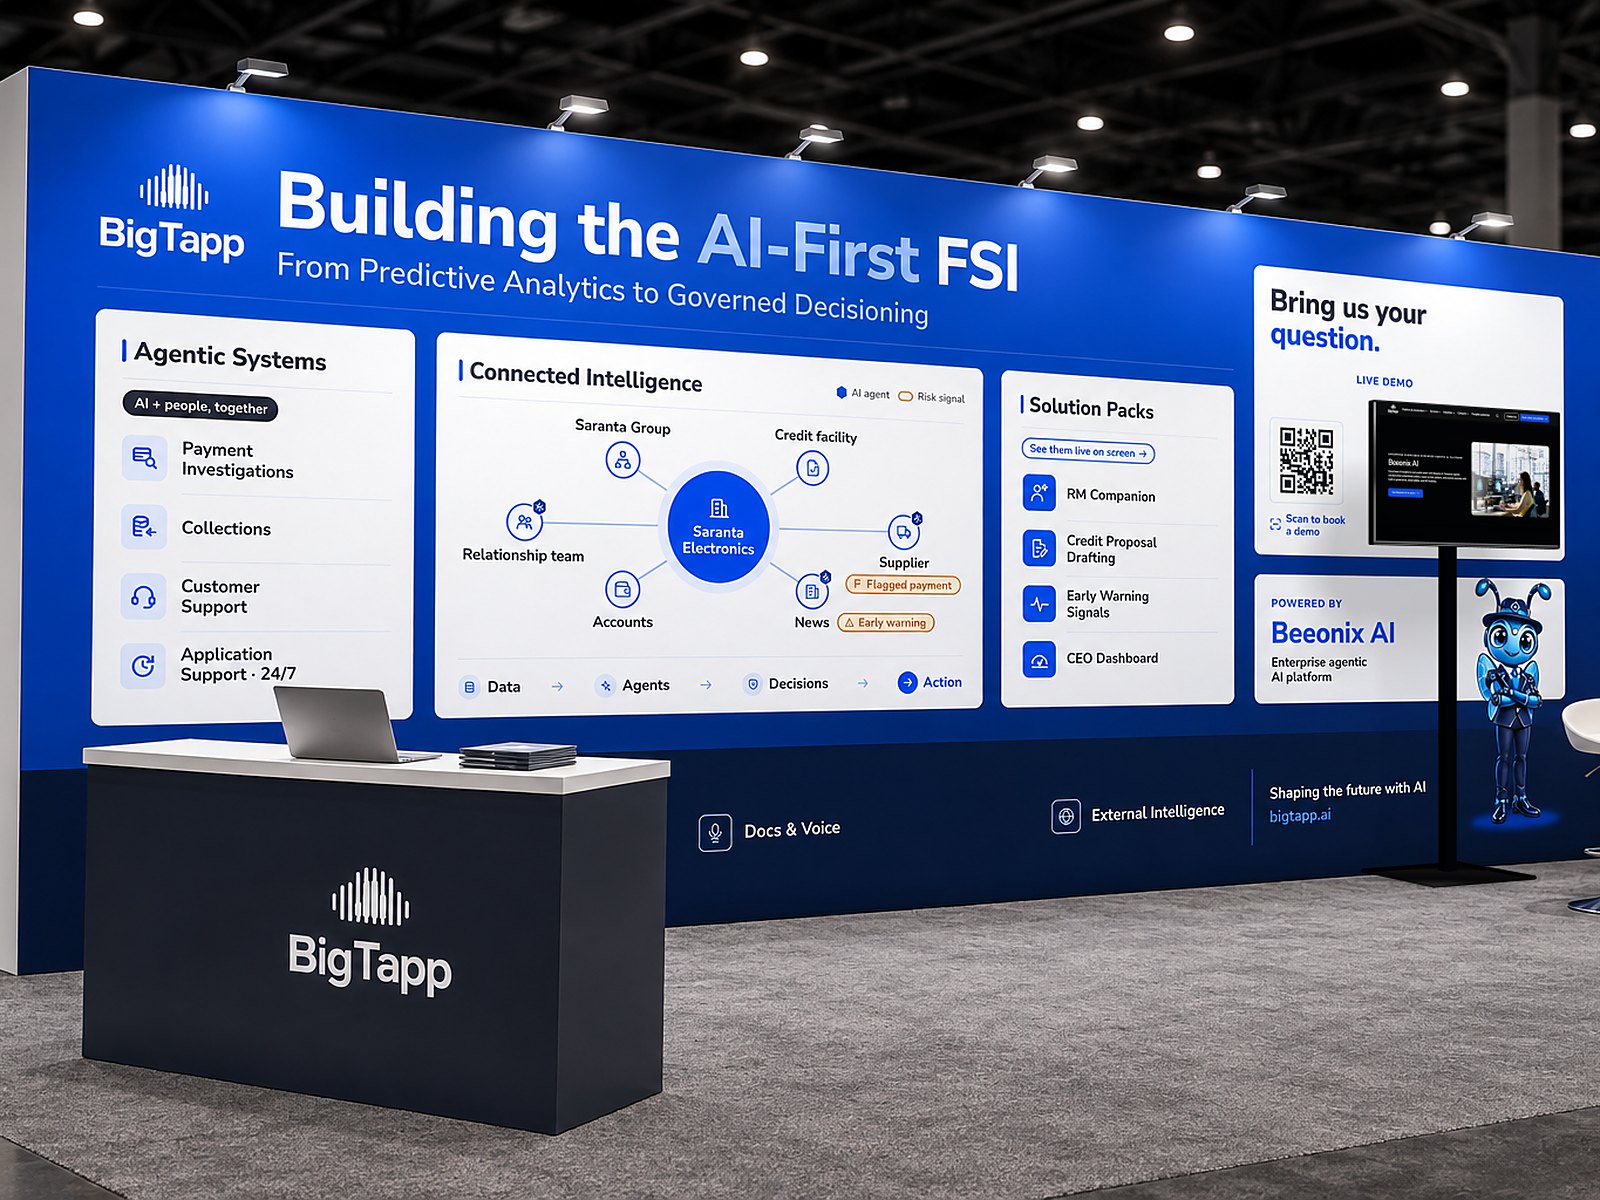 BigTapp
Building the AI-First FSI
From Predictive Analytics to Governed Decisioning
Agentic Systems
AI + people, together
Payment
Investigations
Collections
Customer
Support
Application
Support · 24/7
Connected Intelligence
AI agent
Risk signal
Saranta Group
Credit facility
Saranta
Electronics
Relationship team
Supplier
Flagged payment
Accounts
News
Early warning
Data → Agents → Decisions → Action
Solution Packs
See them live on screen →
RM Companion
Credit Proposal
Drafting
Early Warning
Signals
CEO Dashboard
Bring us your
question.
LIVE DEMO
Scan to book
a demo
Beeonix AI
POWERED BY
Beeonix AI
Enterprise agentic
AI platform
Docs & Voice
External Intelligence
Shaping the future with AI
bigtapp.ai
BigTapp